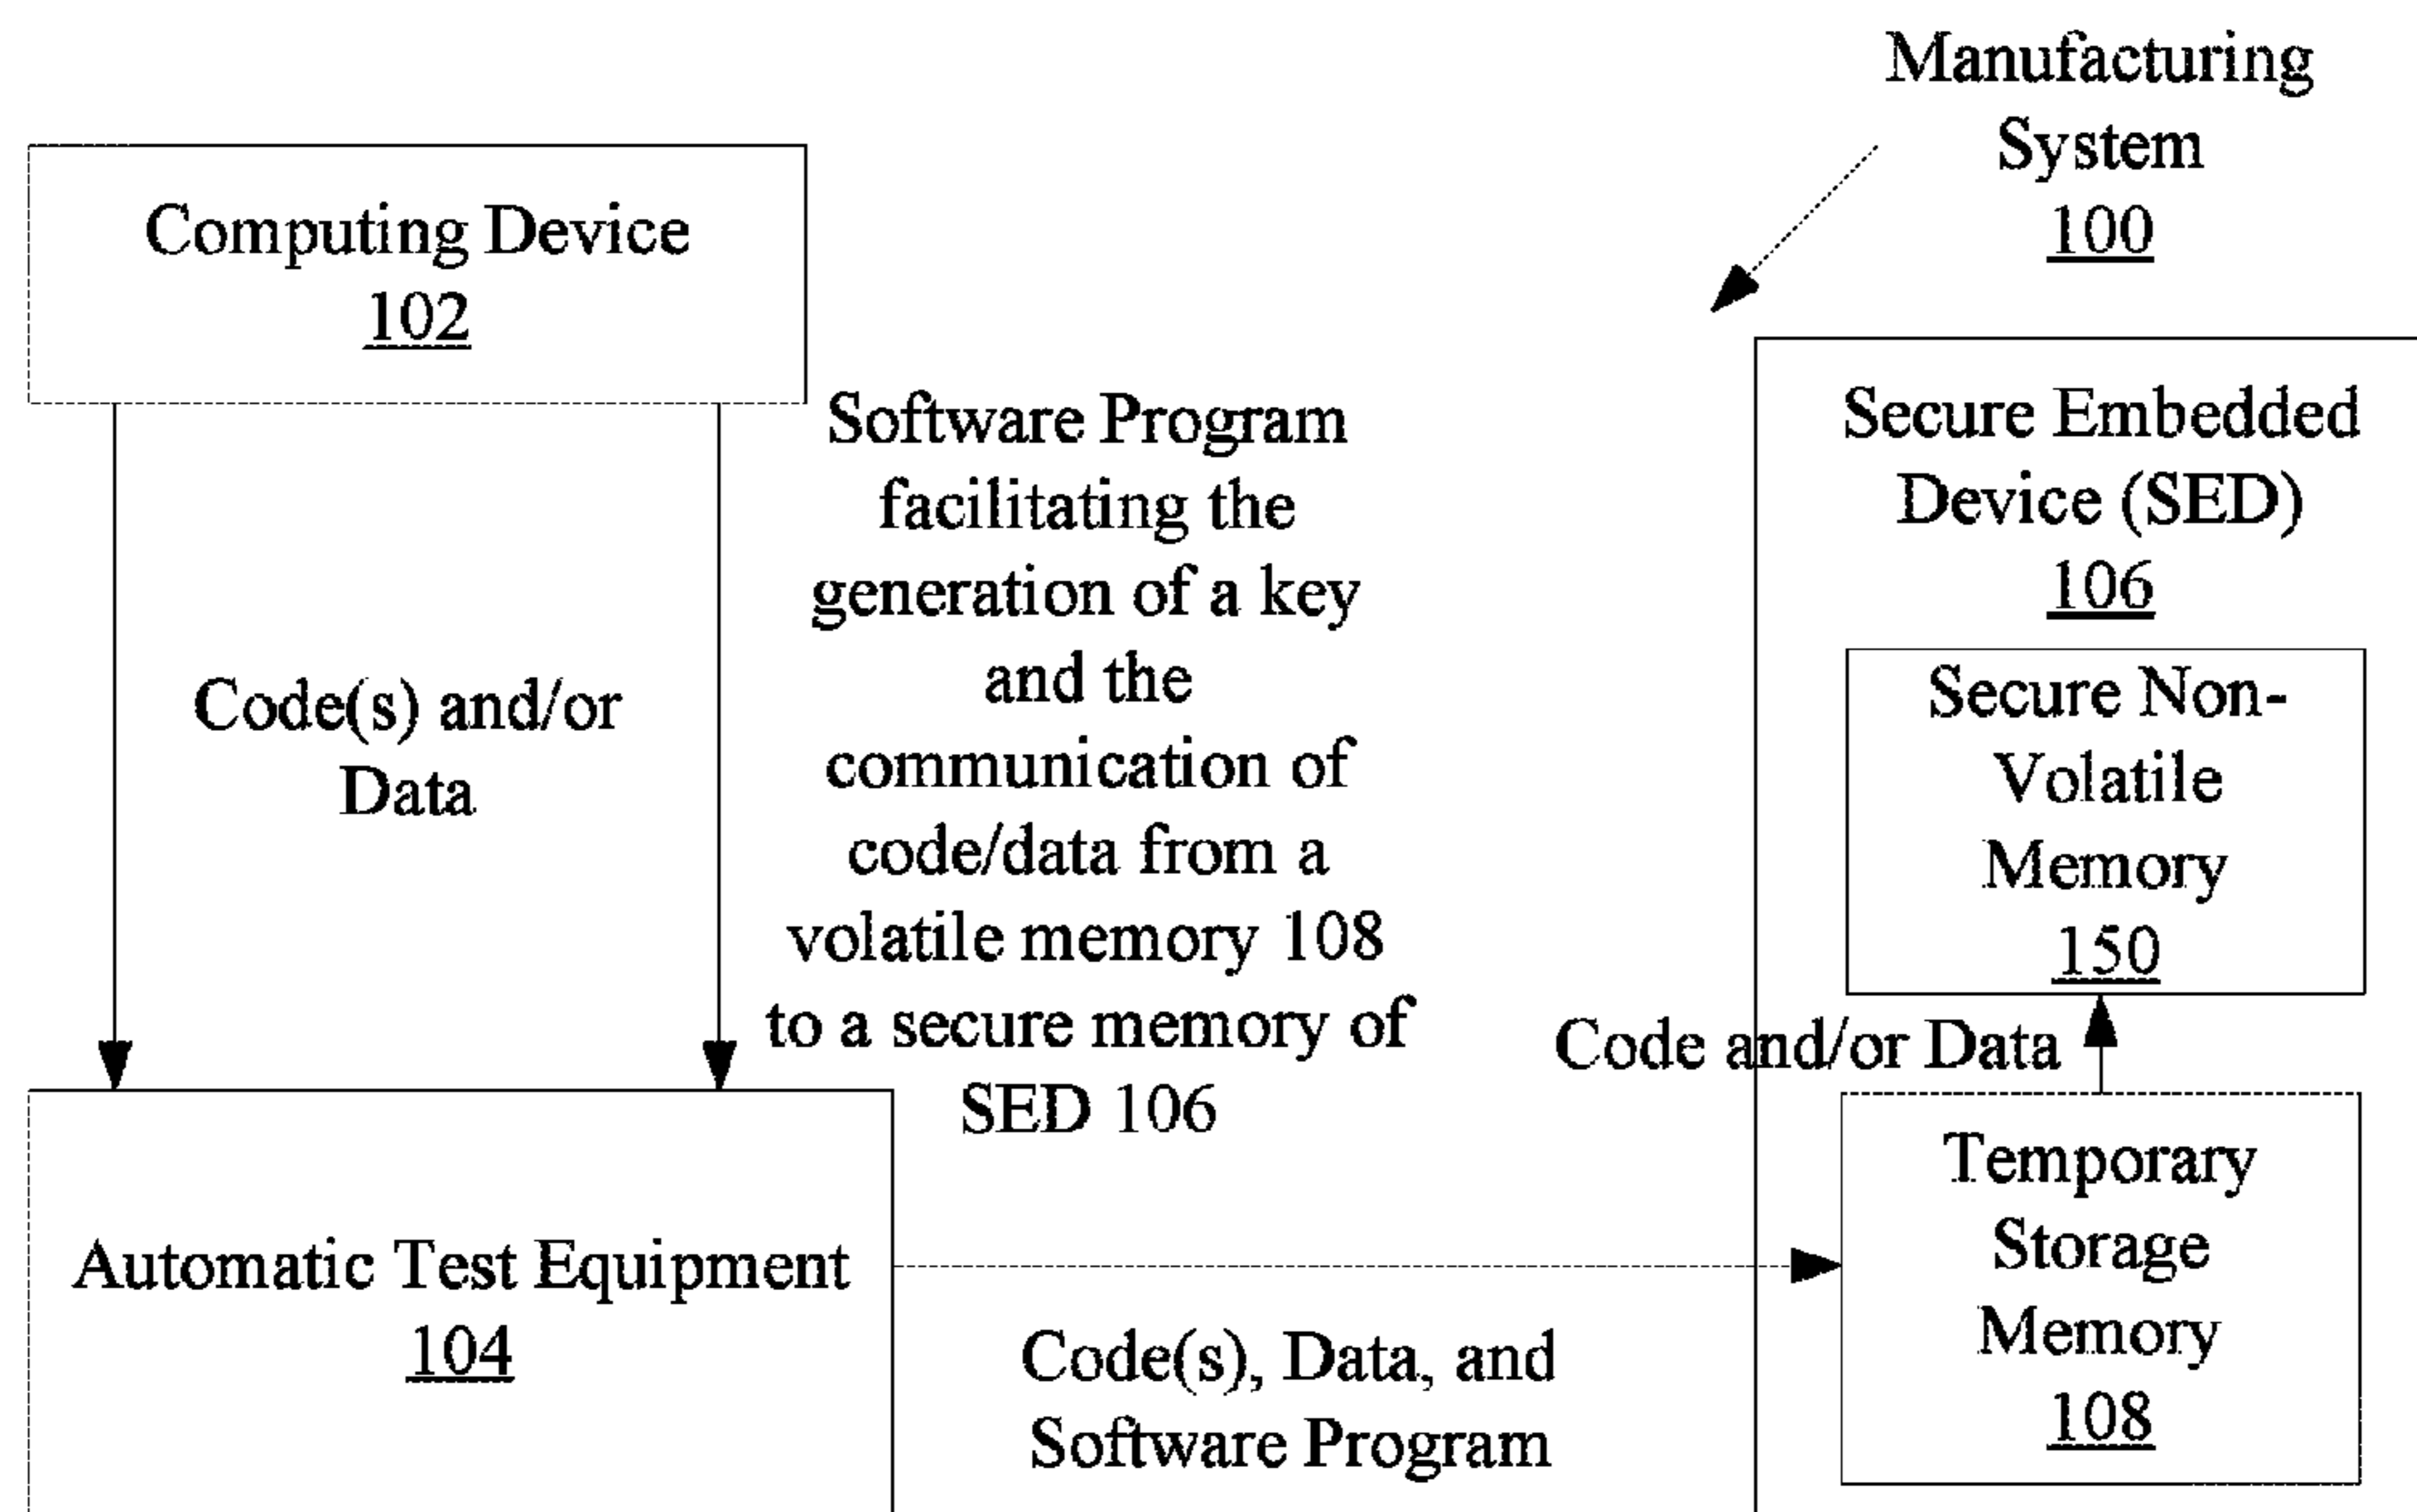 Manufacturing
System
100
Computing Device
102
Software Program
facilitating the
generation of a key
and the
communication of
code/data from a
volatile memory 108
to a secure memory of
SED 106
Code(s) and/or
Data
Secure Embedded
Device (SED)
106
Secure Non-
Volatile
Memory
150
Code and/or Data
Temporary
Storage
Memory
108
Automatic Test Equipment
104
Code(s), Data, and
Software Program